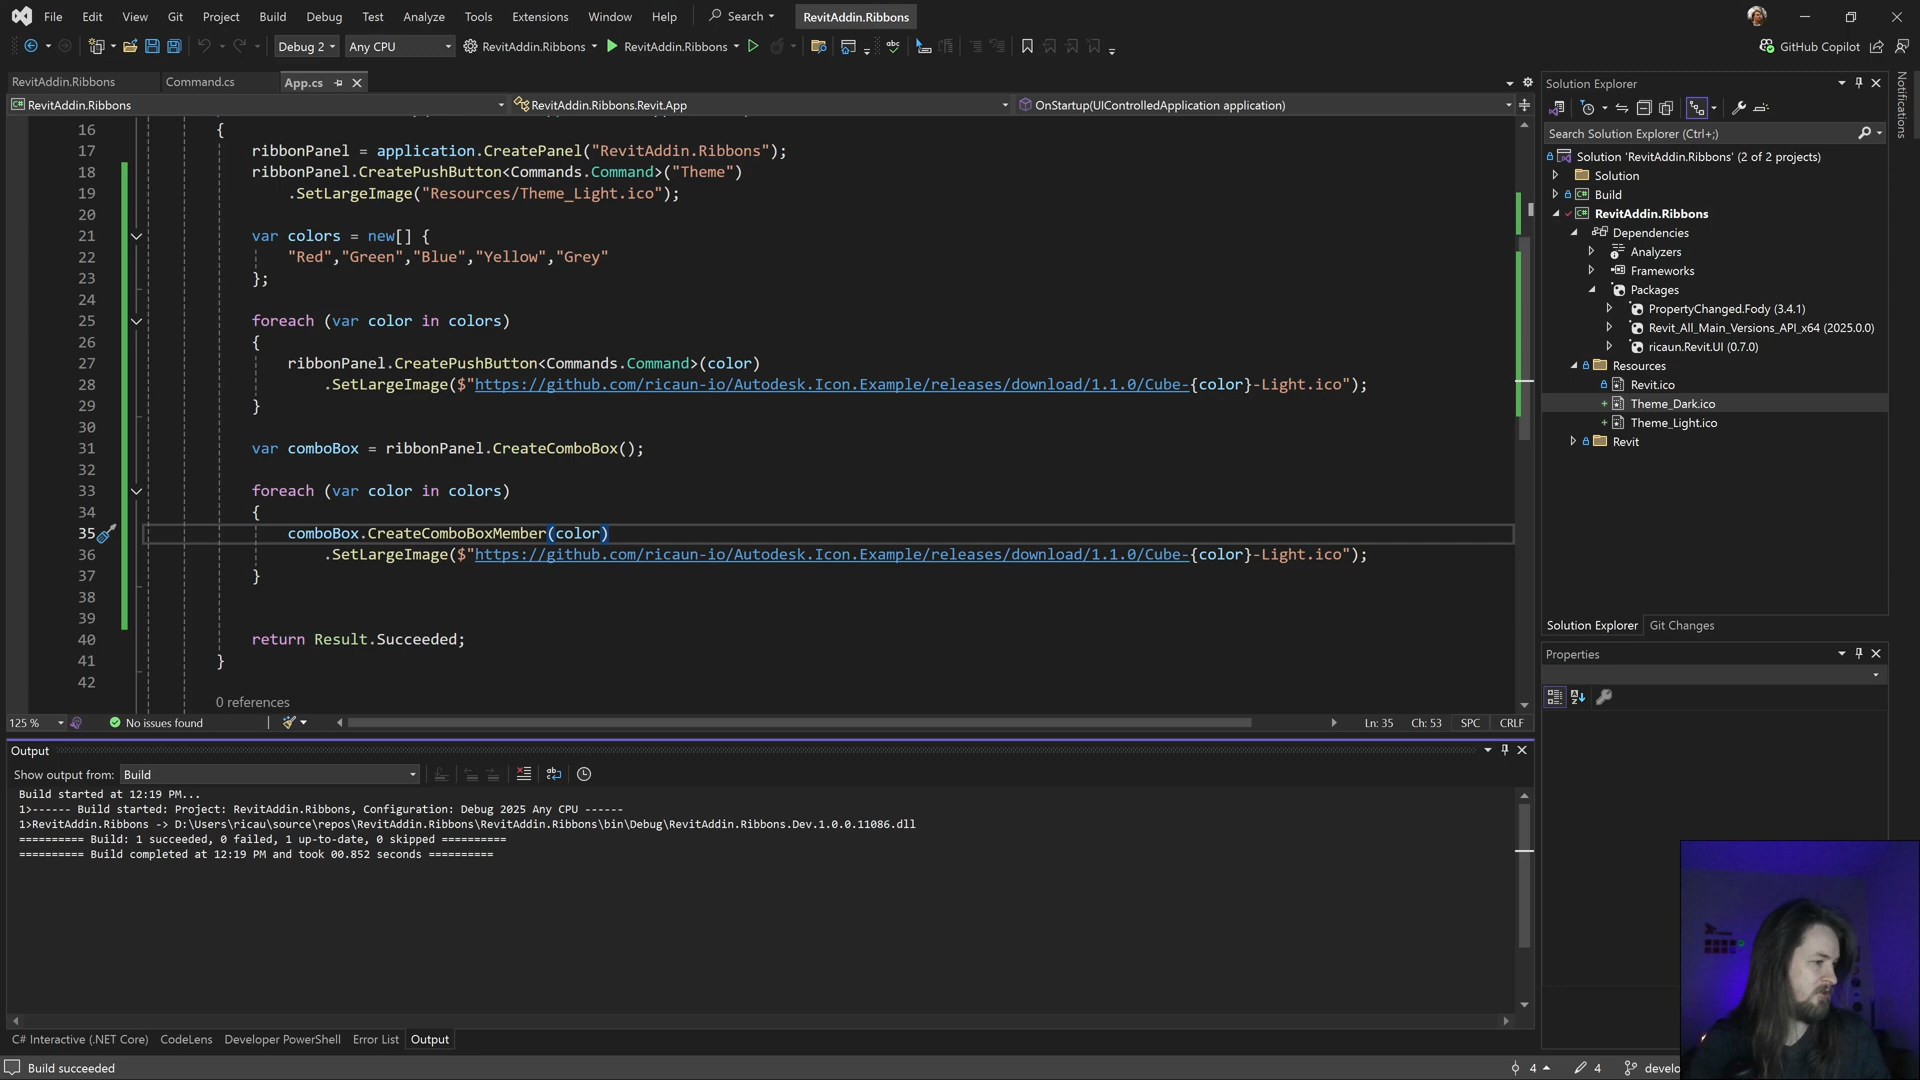 File Edit View Git Project Build Debug Test Analyze Tools Extensions Window Help Search RevitAddin.Ribbons
Debug 2 Any CPU RevitAddin.Ribbons RevitAddin.Ribbons GitHub Copilot
RevitAddin.Ribbons Command.cs App.cs
RevitAddin.Ribbons RevitAddin.Ribbons.Revit.App OnStartup(UIControlledApplication application)
16 {
17 ribbonPanel = application.CreatePanel("RevitAddin.Ribbons");
18 ribbonPanel.CreatePushButton<Commands.Command>("Theme")
19 .SetLargeImage("Resources/Theme_Light.ico");
20
21 var colors = new[] {
22 "Red","Green","Blue","Yellow","Grey"
23 };
24
25 foreach (var color in colors)
26 {
27 ribbonPanel.CreatePushButton<Commands.Command>(color)
28 .SetLargeImage($"https://github.com/ricaun-io/Autodesk.Icon.Example/releases/download/1.1.0/Cube-{color}-Light.ico");
29 }
30
31 var comboBox = ribbonPanel.CreateComboBox();
32
33 foreach (var color in colors)
34 {
35 comboBox.CreateComboBoxMember(color)
36 .SetLargeImage($"https://github.com/ricaun-io/Autodesk.Icon.Example/releases/download/1.1.0/Cube-{color}-Light.ico");
37 }
38
39
40 return Result.Succeeded;
41 }
42
0 references
125 % No issues found Ln: 35 Ch: 53 SPC CRLF
Output
Show output from: Build
Build started at 12:19 PM...
1>------ Build started: Project: RevitAddin.Ribbons, Configuration: Debug 2025 Any CPU ------
1>RevitAddin.Ribbons -> D:\Users\ricau\source\repos\RevitAddin.Ribbons\RevitAddin.Ribbons\bin\Debug\RevitAddin.Ribbons.Dev.1.0.0.11086.dll
========== Build: 1 succeeded, 0 failed, 1 up-to-date, 0 skipped ==========
========== Build completed at 12:19 PM and took 00.852 seconds ==========
C# Interactive (.NET Core) CodeLens Developer PowerShell Error List Output
Build succeeded 4 4 develo
Solution Explorer
Search Solution Explorer (Ctrl+;)
Solution 'RevitAddin.Ribbons' (2 of 2 projects)
Solution
Build
RevitAddin.Ribbons
Dependencies
Analyzers
Frameworks
Packages
PropertyChanged.Fody (3.4.1)
Revit_All_Main_Versions_API_x64 (2025.0.0)
ricaun.Revit.UI (0.7.0)
Resources
Revit.ico
Theme_Dark.ico
Theme_Light.ico
Revit
Solution Explorer Git Changes
Properties
Notifications